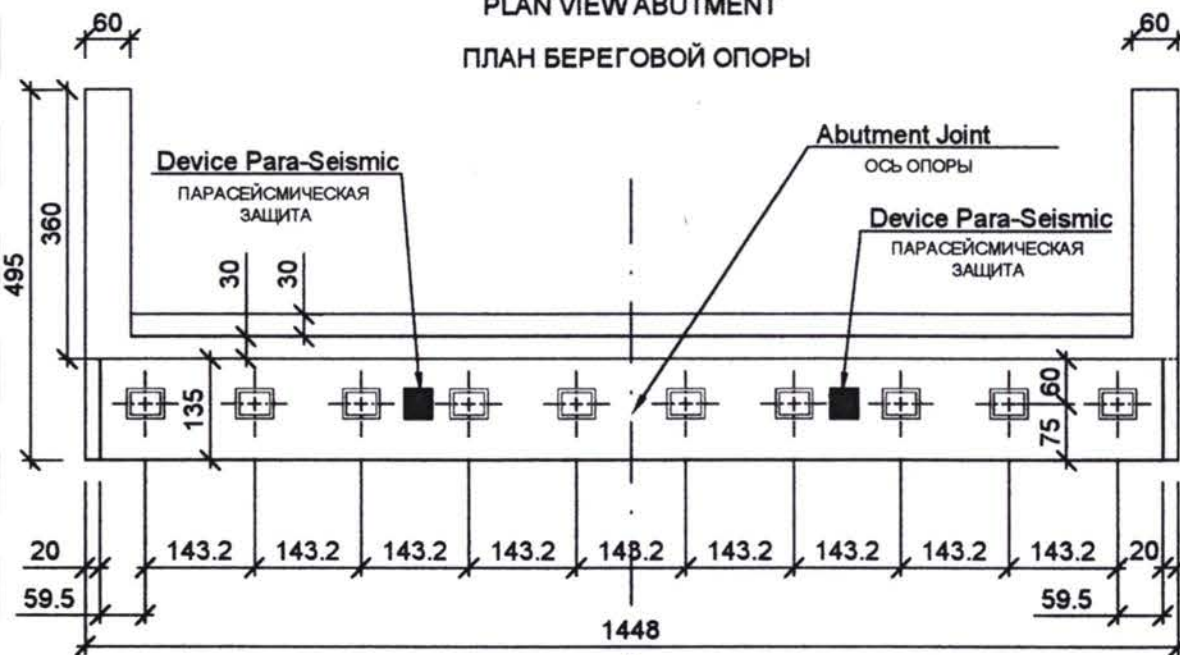 PLAN VIEW ABUTMENT
ПЛАН БЕРЕГОВОЙ ОПОРЫ
60
60
Abutment Joint
ОСЬ ОПОРЫ
Device Para-Seismic
ПАРАСЕЙСМИЧЕСКАЯ
ЗАЩИТА
Device Para-Seismic
ПАРАСЕЙСМИЧЕСКАЯ
ЗАЩИТА
495
360
30
30
135
60
75
20
143.2
143.2
143.2
143.2
143.2
143.2
143.2
143.2
143.2
20
59.5
59.5
1448